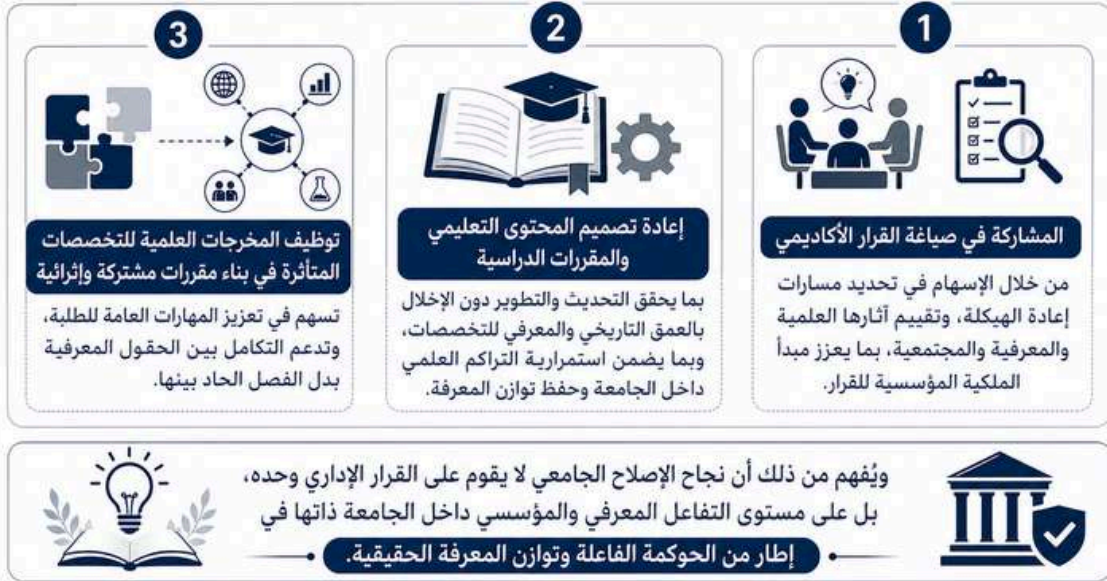 1
المشاركة في صياغة القرار الأكاديمي
من خلال الإسهام في تحديد مسارات
إعادة الهيكلة، وتقييم آثارها العلمية
والمعرفية والمجتمعية، بما يعزز مبدأ
الملكية المؤسسية للقرار.
2
إعادة تصميم المحتوى التعليمي
والمقررات الدراسية
بما يحقق التحديث والتطوير دون الإخلال
بالعمق التاريخي والمعرفي للتخصصات،
وبما يضمن استمرارية التراكم العلمي
داخل الجامعة وحفظ توازن المعرفة.
3
توظيف المخرجات العلمية للتخصصات
المتأثرة في بناء مقررات مشتركة وإثرائية
تسهم في تعزيز المهارات العامة للطلبة،
وتدعم التكامل بين الحقول المعرفية
بدل الفصل الحاد بينها.
ويُفهم من ذلك أن نجاح الإصلاح الجامعي لا يقوم على القرار الإداري وحده،
بل على مستوى التفاعل المعرفي والمؤسسي داخل الجامعة ذاتها في
إطار من الحوكمة الفاعلة وتوازن المعرفة الحقيقية.